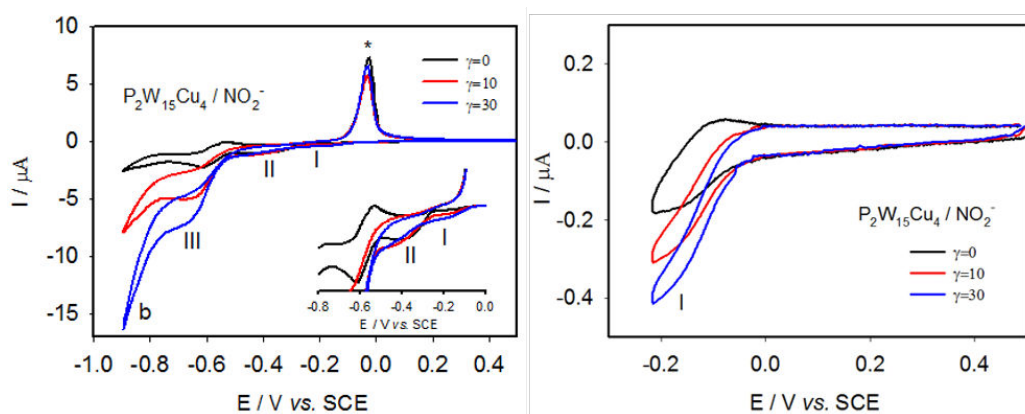 10
5
0
-5
-10
-15
I / µA
*
γ=0
γ=10
γ=30
P2W15Cu4 / NO2-
I
II
III
b
I
II
-0.8 -0.6 -0.4 -0.2 0.0
E / V vs. SCE
-1.0 -0.8 -0.6 -0.4 -0.2 0.0 0.2 0.4
E / V vs. SCE
0.2
0.0
-0.2
-0.4
I / µA
P2W15Cu4 / NO2-
γ=0
γ=10
γ=30
I
-0.2 0.0 0.2 0.4
E / V vs. SCE